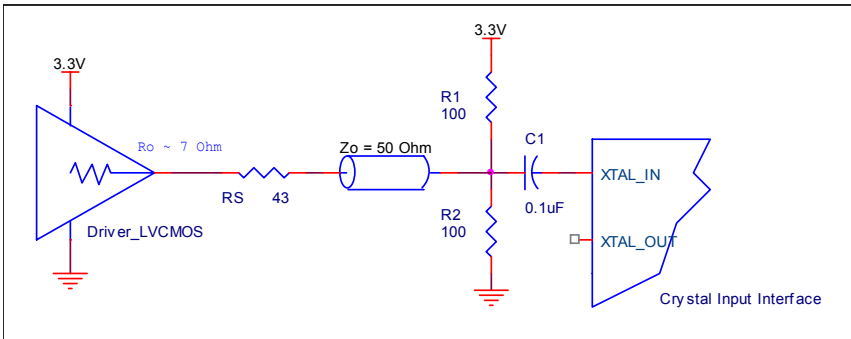 3.3V
3.3V
R1
100
C1
Ro ~ 7 Ohm
Zo = 50 Ohm
XTAL_IN
RS 43
0.1uF
R2
100
Driver_LVCMOS
XTAL_OUT
Crystal Input Interface